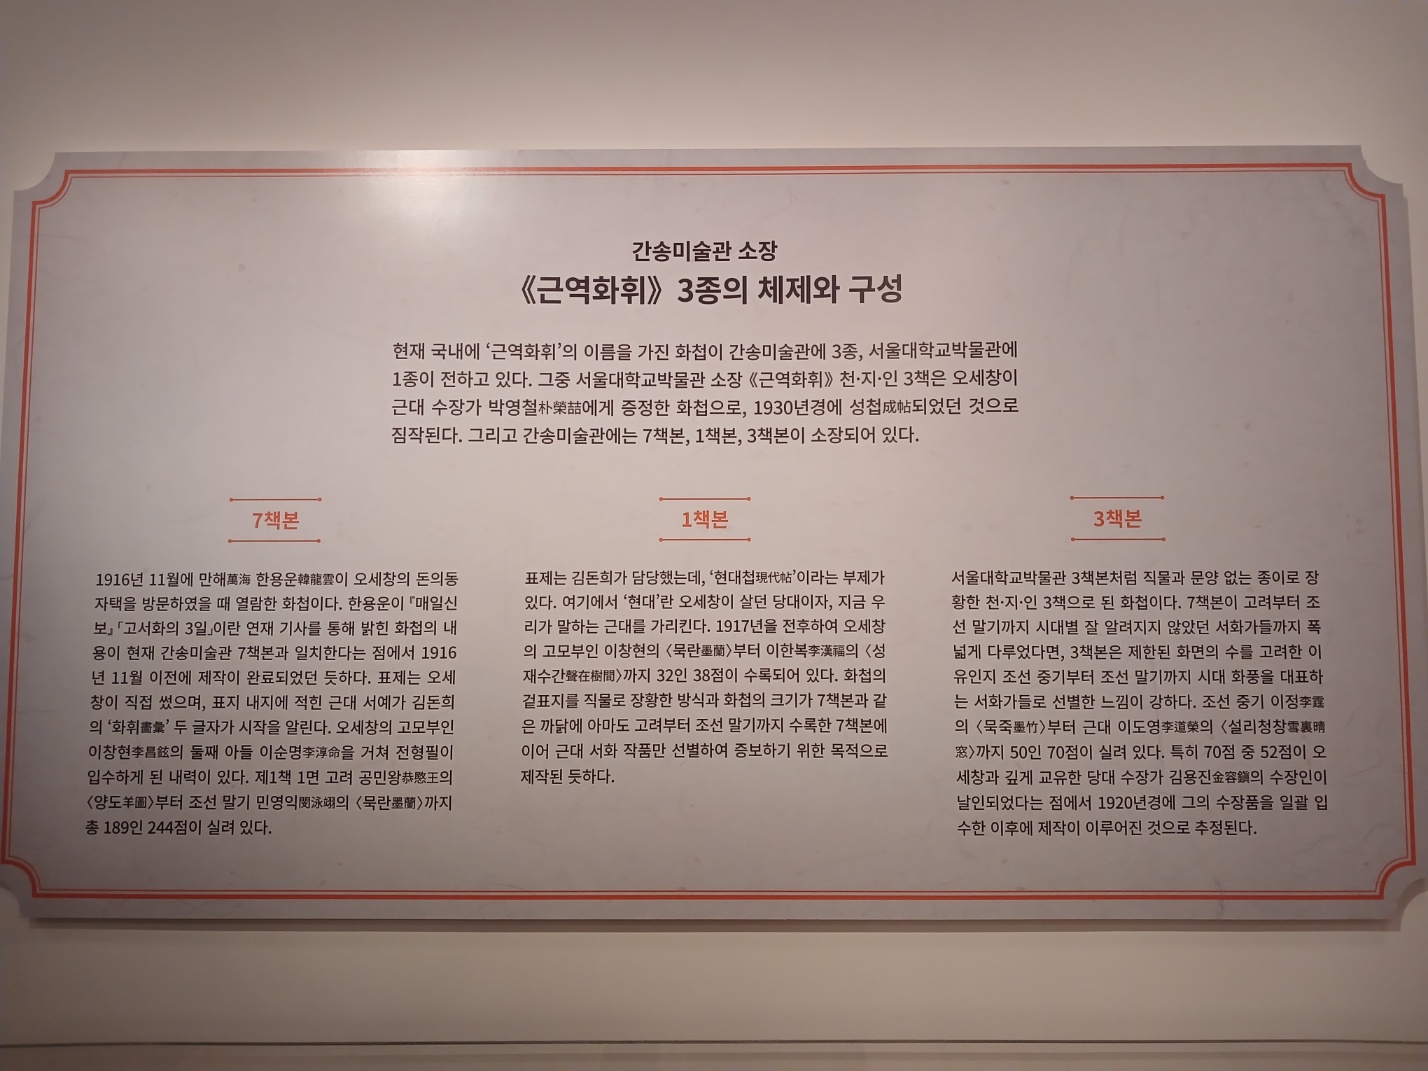 간송미술관 소장
《근역화휘》 3종의 체제와 구성
현재 국내에 ‘근역화휘’의 이름을 가진 화첩이 간송미술관에 3종, 서울대학교박물관에
1종이 전하고 있다. 그중 서울대학교박물관 소장 《근역화휘》 천·지·인 3책은 오세창이
근대 수장가 박영철朴榮喆에게 증정한 화첩으로, 1930년경에 성첩成帖되었던 것으로
짐작된다. 그리고 간송미술관에는 7책본, 1책본, 3책본이 소장되어 있다.
7책본
1916년 11월에 만해萬海 한용운韓龍雲이 오세창의 돈의동
자택을 방문하였을 때 열람한 화첩이다. 한용운이 『매일신
보』 「고서화의 3일」이란 연재 기사를 통해 밝힌 화첩의 내
용이 현재 간송미술관 7책본과 일치한다는 점에서 1916
년 11월 이전에 제작이 완료되었던 듯하다. 표제는 오세
창이 직접 썼으며, 표지 내지에 적힌 근대 서예가 김돈희
의 ‘화휘畵彙’ 두 글자가 시작을 알린다. 오세창의 고모부인
이창현李昌鉉의 둘째 아들 이순명李淳命을 거쳐 전형필이
입수하게 된 내력이 있다. 제1책 1면 고려 공민왕恭愍王의
〈양도羊圖〉부터 조선 말기 민영익閔泳翊의 〈묵란墨蘭〉까지
총 189인 244점이 실려 있다.
1책본
표제는 김돈희가 담당했는데, ‘현대첩現代帖’이라는 부제가
있다. 여기에서 ‘현대’란 오세창이 살던 당대이자, 지금 우
리가 말하는 근대를 가리킨다. 1917년을 전후하여 오세창
의 고모부인 이창현의 〈묵란墨蘭〉부터 이한복李漢福의 〈성
재수간聲在樹間〉까지 32인 38점이 수록되어 있다. 화첩의
겉표지를 직물로 장황한 방식과 화첩의 크기가 7책본과 같
은 까닭에 아마도 고려부터 조선 말기까지 수록한 7책본에
이어 근대 서화 작품만 선별하여 증보하기 위한 목적으로
제작된 듯하다.
3책본
서울대학교박물관 3책본처럼 직물과 문양 없는 종이로 장
황한 천·지·인 3책으로 된 화첩이다. 7책본이 고려부터 조
선 말기까지 시대별 잘 알려지지 않았던 서화가들까지 폭
넓게 다루었다면, 3책본은 제한된 화면의 수를 고려한 이
유인지 조선 중기부터 조선 말기까지 시대 화풍을 대표하
는 서화가들로 선별한 느낌이 강하다. 조선 중기 이정李霆
의 〈묵죽墨竹〉부터 근대 이도영李道榮의 〈설리청창雪裏晴
窓〉까지 50인 70점이 실려 있다. 특히 70점 중 52점이 오
세창과 깊게 교유한 당대 수장가 김용진金容鎭의 수장인이
날인되었다는 점에서 1920년경에 그의 수장품을 일괄 입
수한 이후에 제작이 이루어진 것으로 추정된다.